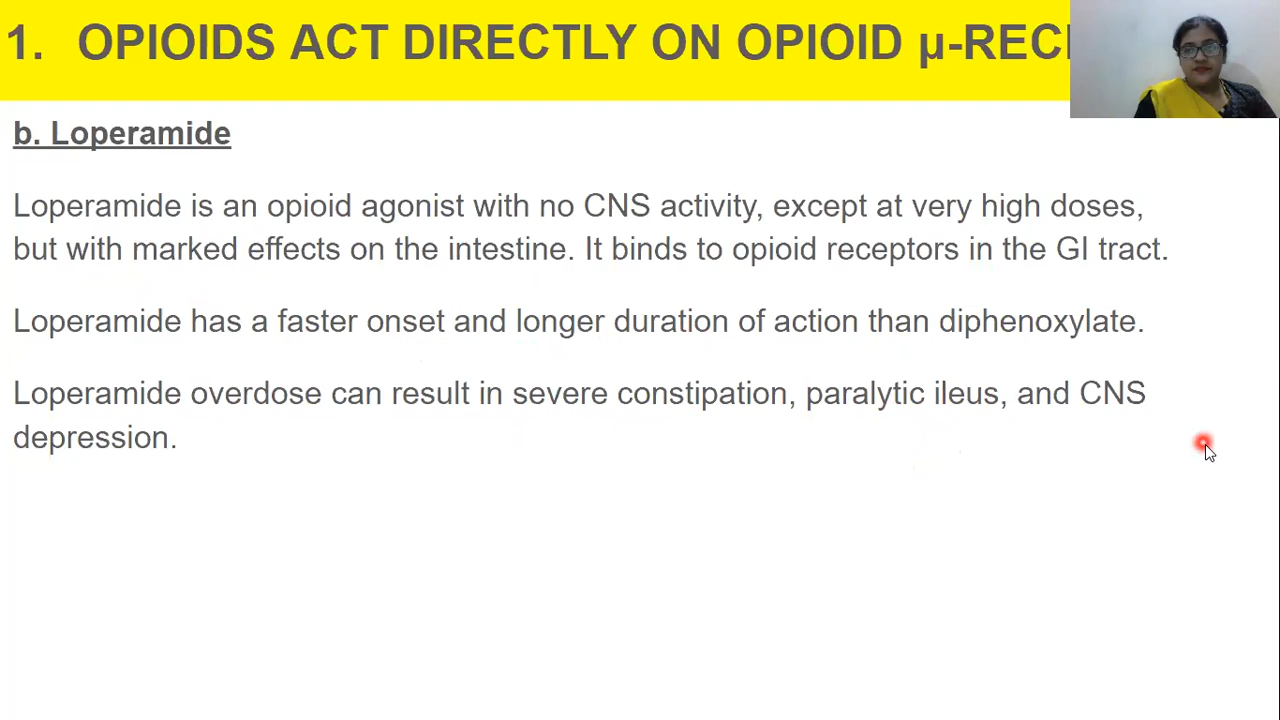 1. OPIOIDS ACT DIRECTLY ON OPIOID μ-
b. Loperamide
Loperamide is an opioid agonist with no CNS activity, except at very high doses,
but with marked effects on the intestine. It binds to opioid receptors in the GI tract.
Loperamide has a faster onset and longer duration of action than diphenoxylate.
Loperamide overdose can result in severe constipation, paralytic ileus, and CNS
depression.